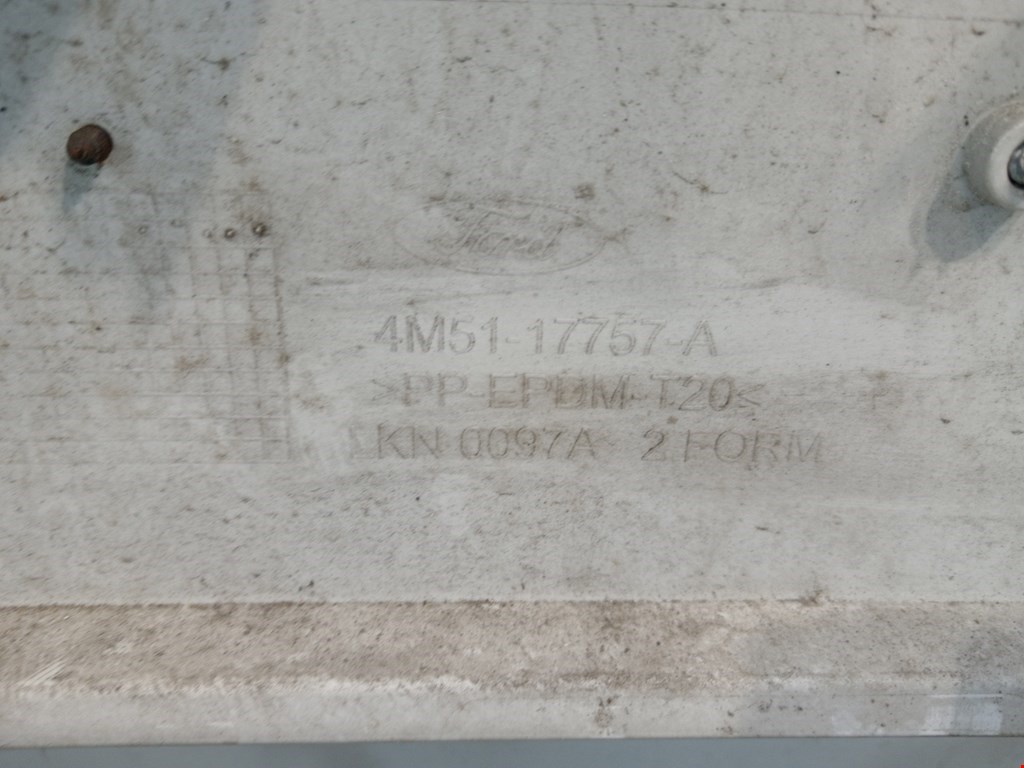 Ford
4M51-17757-A
>PP-EPDM-T20<
KN 0097A 2 FORM